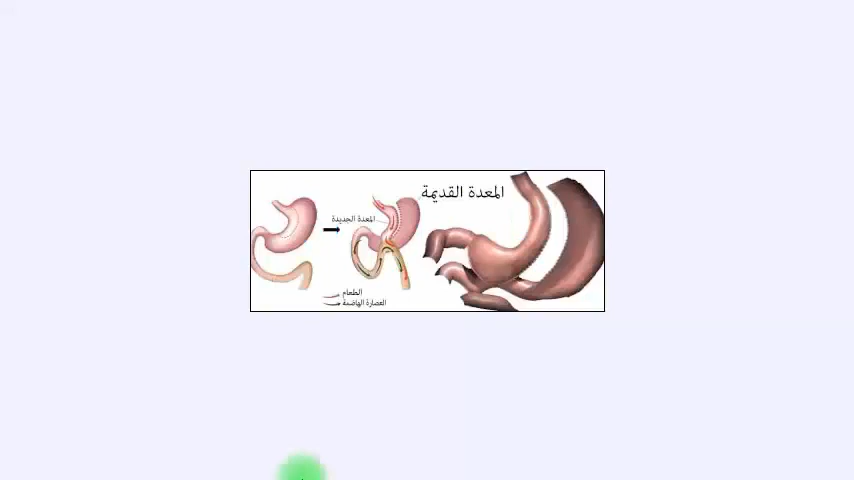 المعدة القديمة
المعدة الجديدة
الطعام
العصارة الهاضمة